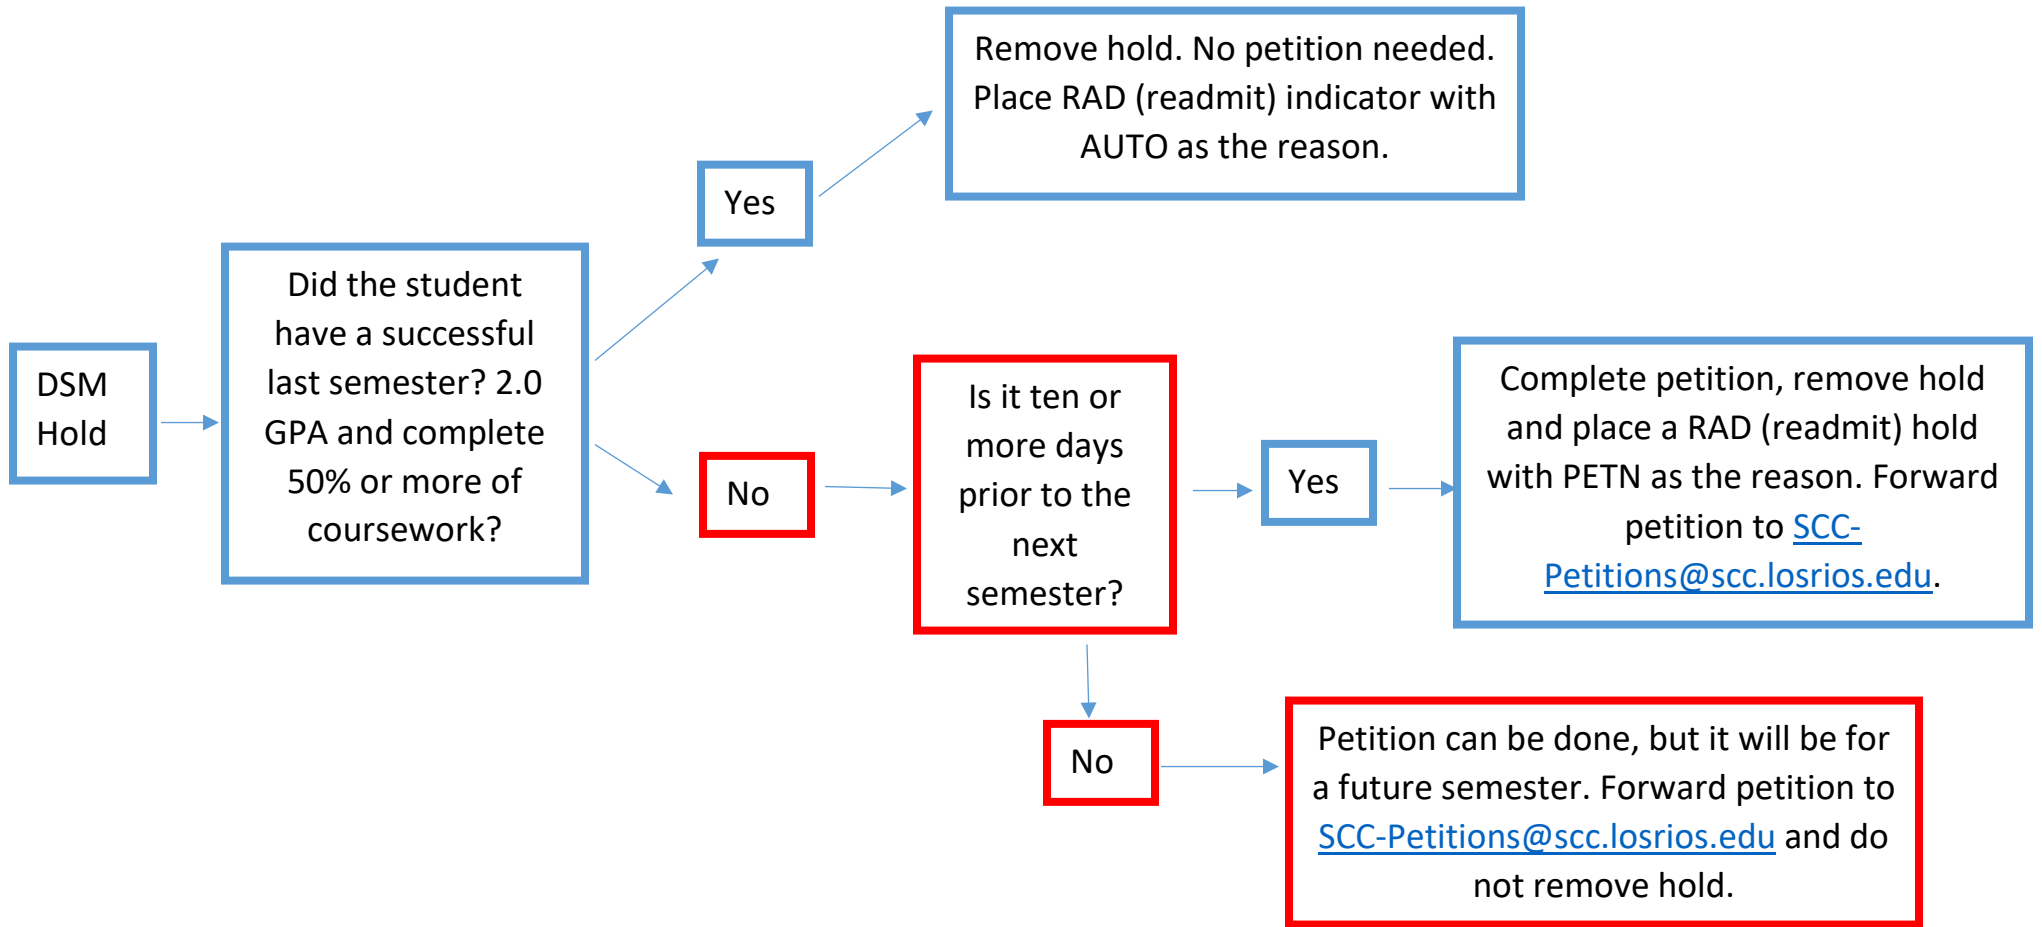 Remove hold. No petition needed.
Place RAD (readmit) indicator with
AUTO as the reason.
Yes
Did the student
have a successful
last semester? 2.0
GPA and complete
50% or more of
coursework?
DSM
Hold
No
Is it ten or
more days
prior to the
next
semester?
Yes
Complete petition, remove hold
and place a RAD (readmit) hold
with PETN as the reason. Forward
petition to SCC-
Petitions@scc.losrios.edu.
No
Petition can be done, but it will be for
a future semester. Forward petition to
SCC-Petitions@scc.losrios.edu and do
not remove hold.